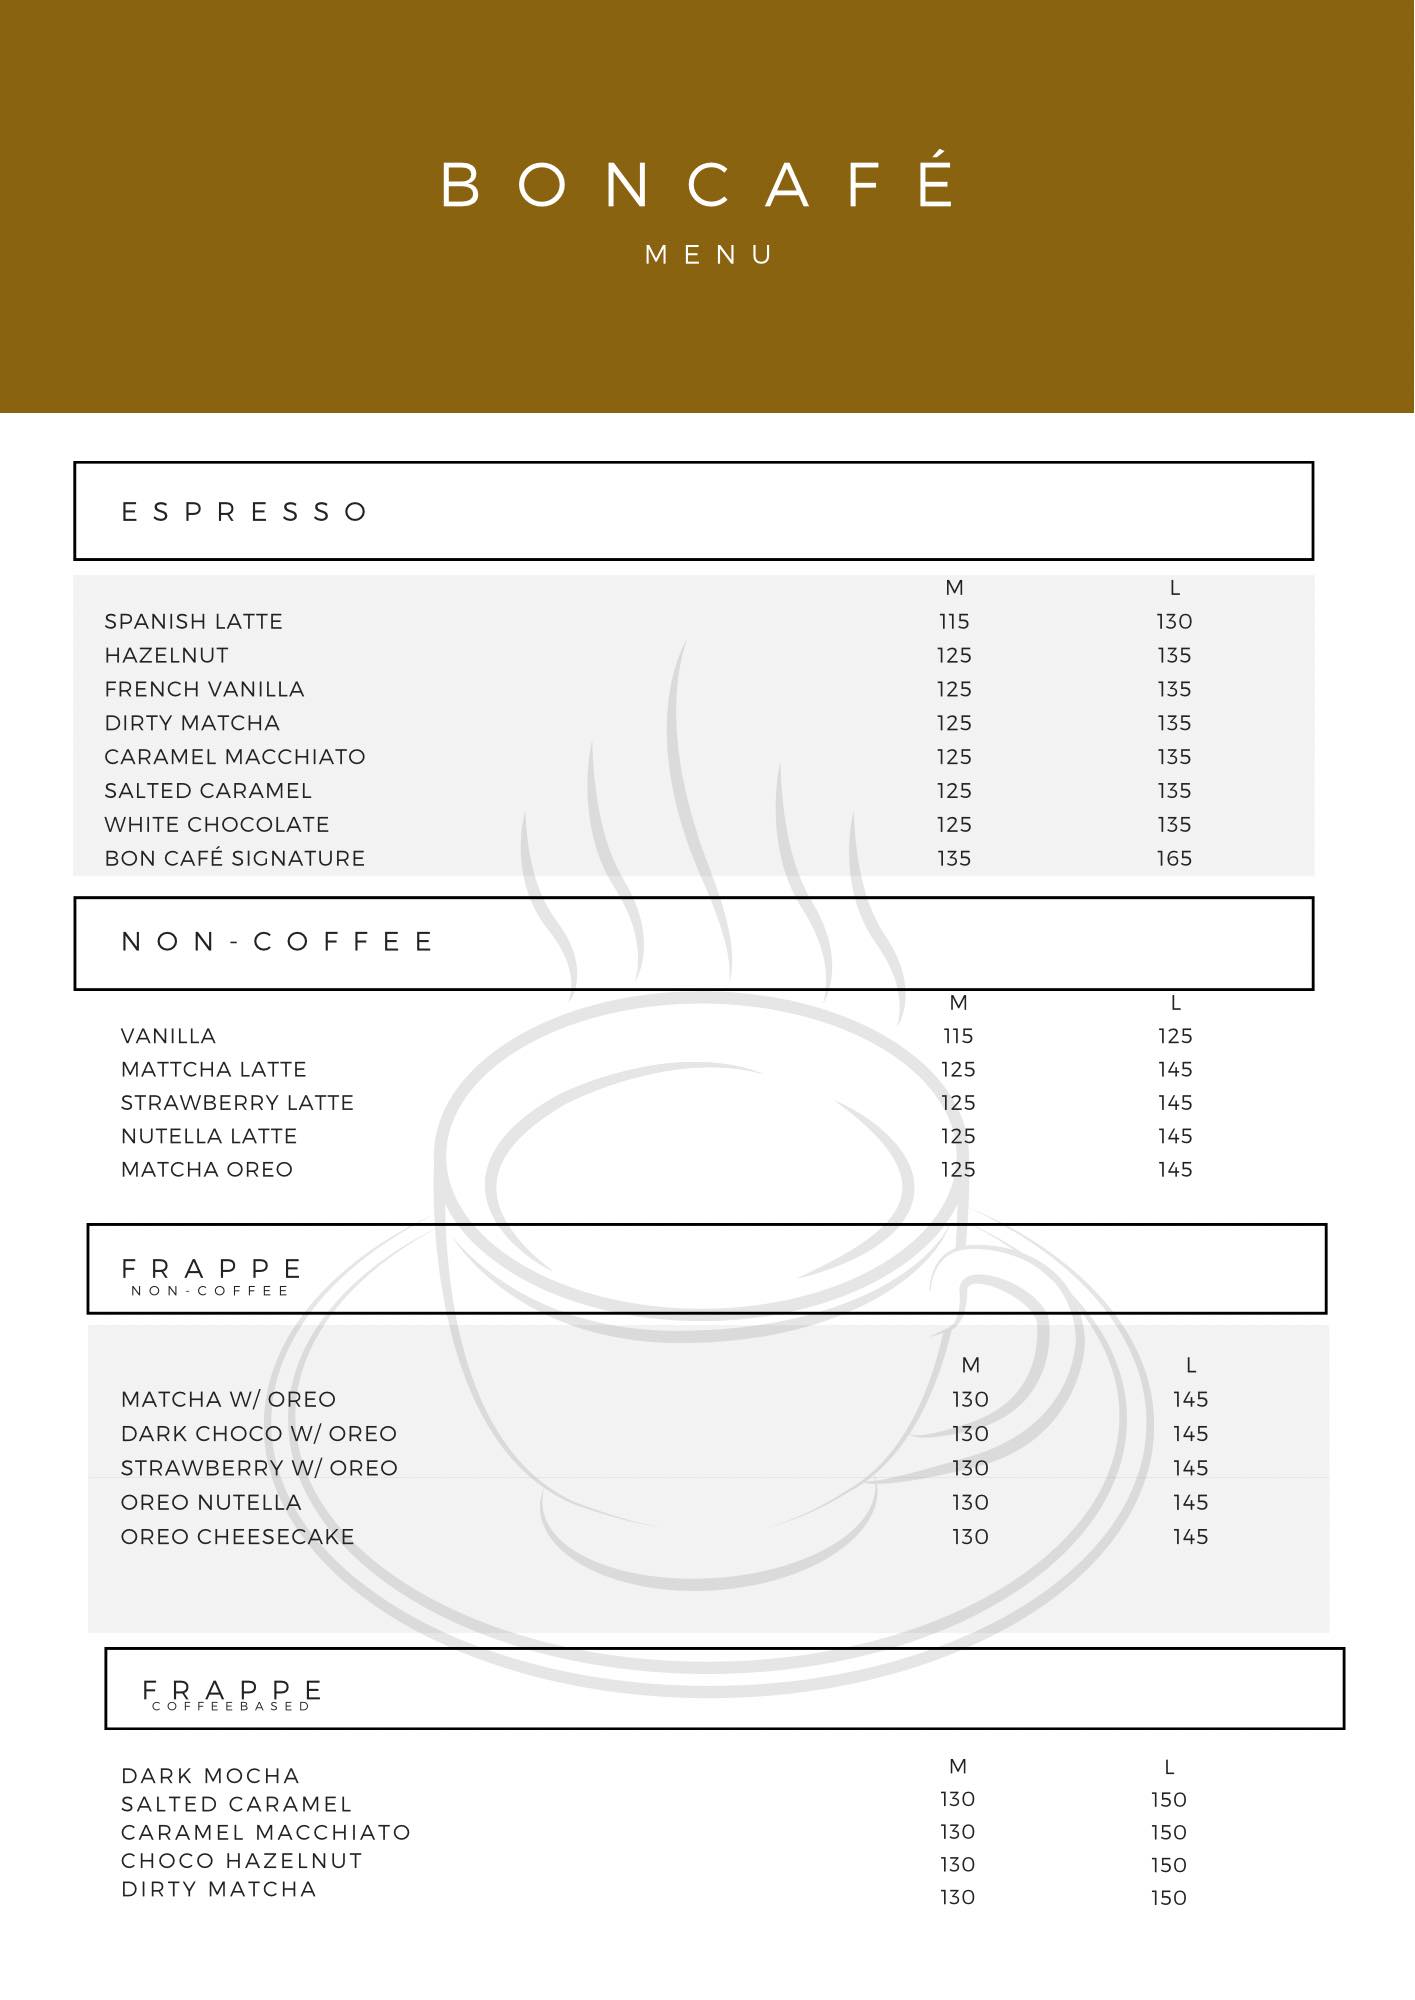 BONCAFÉ
MENU
ESPRESSO
M L
SPANISH LATTE 115 130
HAZELNUT 125 135
FRENCH VANILLA 125 135
DIRTY MATCHA 125 135
CARAMEL MACCHIATO 125 135
SALTED CARAMEL 125 135
WHITE CHOCOLATE 125 135
BON CAFÉ SIGNATURE 135 165
NON-COFFEE
M L
VANILLA 115 125
MATTCHA LATTE 125 145
STRAWBERRY LATTE 125 145
NUTELLA LATTE 125 145
MATCHA OREO 125 145
FRAPPE
NON-COFFEE
M L
MATCHA W/ OREO 130 145
DARK CHOCO W/ OREO 130 145
STRAWBERRY W/ OREO 130 145
OREO NUTELLA 130 145
OREO CHEESECAKE 130 145
FRAPPE
COFFEEBASED
M L
DARK MOCHA
130 150
SALTED CARAMEL
CARAMEL MACCHIATO 130 150
CHOCO HAZELNUT 130 150
DIRTY MATCHA 130 150